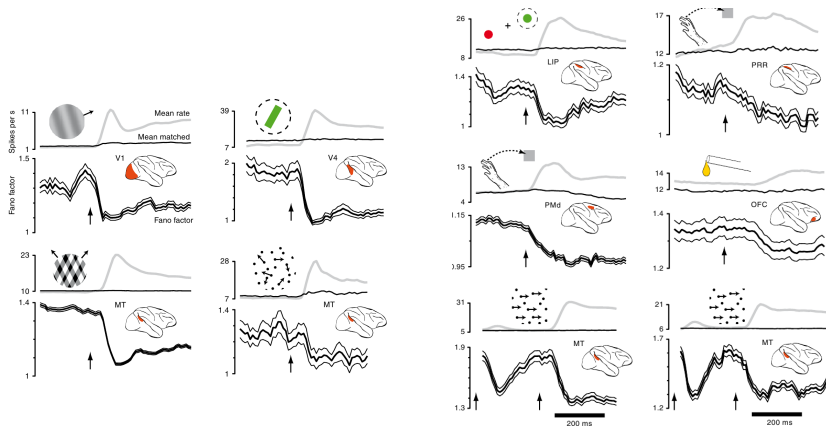 Spikes per s
11
1
Mean rate
Mean matched
V1
1.5
1
Fano factor
Fano factor
39
7
V4
2
1
23
10
MT
1.4
1
28
7
MT
1.4
1
26
8
+
LIP
1.4
1
17
12
PRR
1.2
1
13
4
PMd
1.15
0.95
14
12
OFC
1.4
1.2
31
5
MT
1.9
1.3
200 ms
21
6
MT
1.7
1.2
200 ms